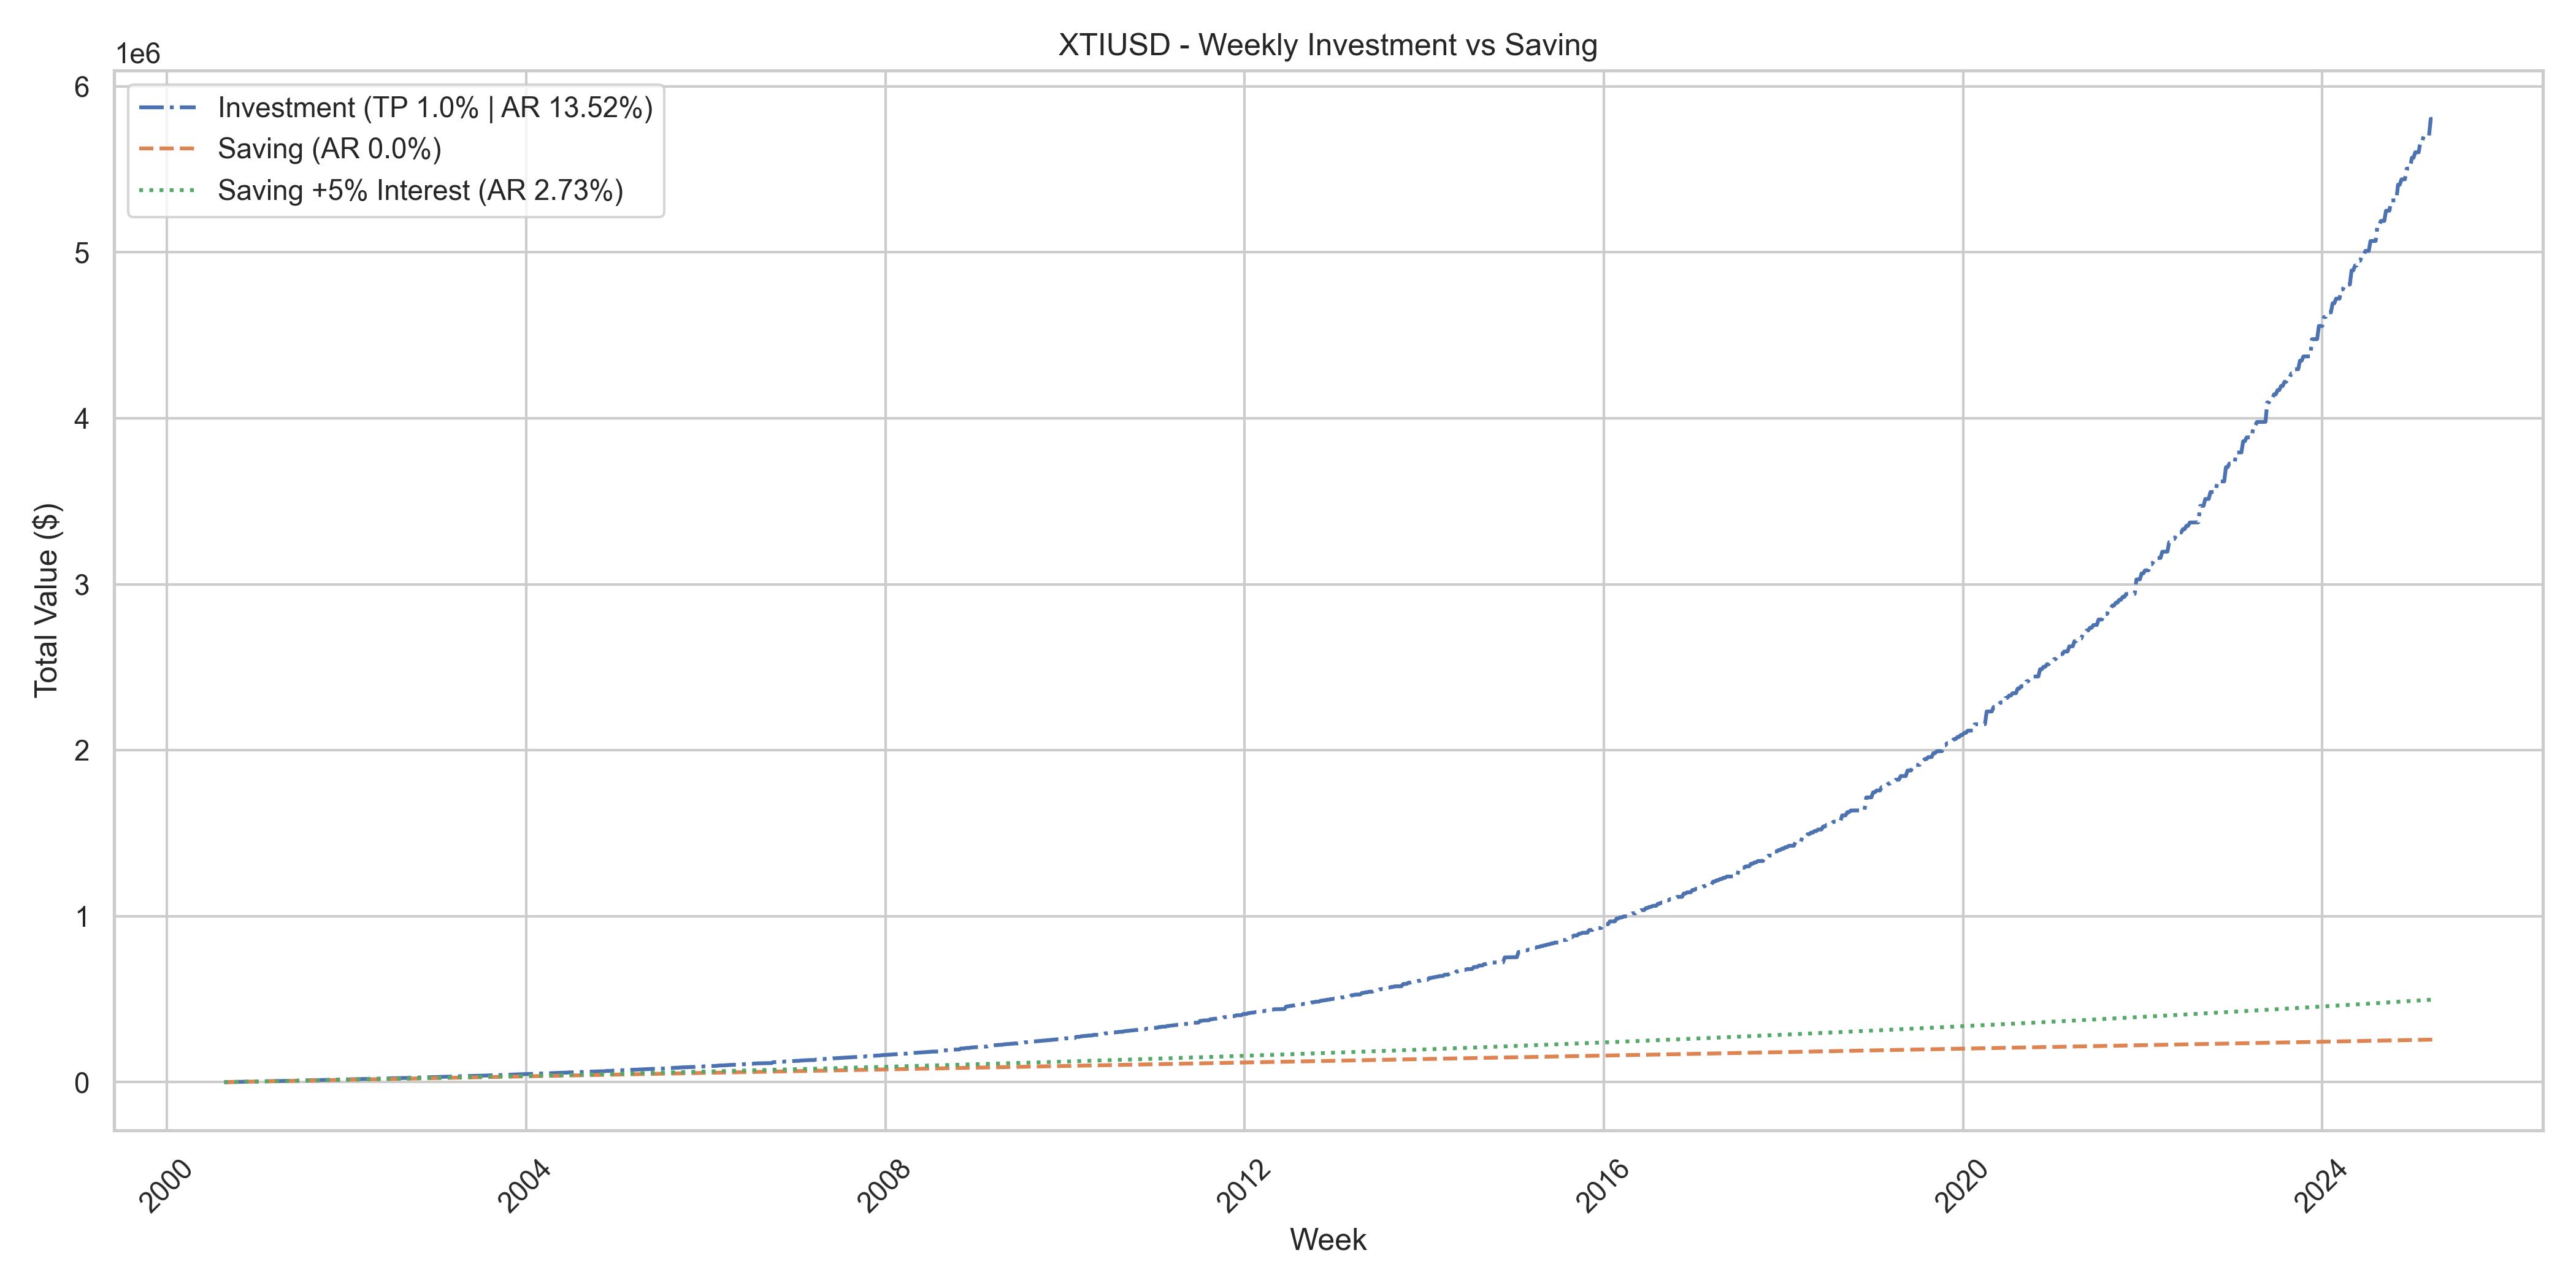 XTIUSD - Weekly Investment vs Saving
1e6
6
5
4
3
2
1
0
Total Value ($)
Investment (TP 1.0% | AR 13.52%)
Saving (AR 0.0%)
Saving +5% Interest (AR 2.73%)
2000
2004
2008
2012
2016
2020
2024
Week